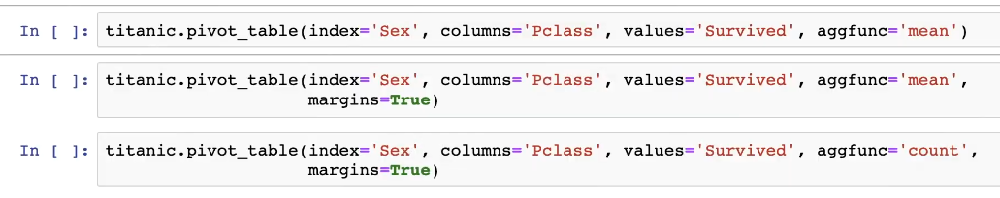 In [ ]: titanic.pivot_table(index='Sex', columns='Pclass', values='Survived', aggfunc='mean')
In [ ]: titanic.pivot_table(index='Sex', columns='Pclass', values='Survived', aggfunc='mean',
margins=True)
In [ ]: titanic.pivot_table(index='Sex', columns='Pclass', values='Survived', aggfunc='count',
margins=True)